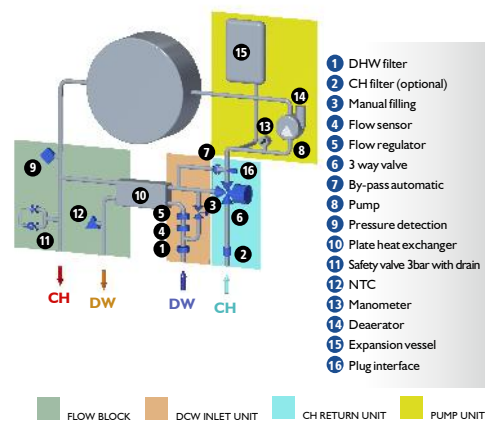 15
14
13
8
7
16
9
10
3
6
12
5
4
11
1
2
CH
DW
DW
CH
1 DHW filter
2 CH filter (optional)
3 Manual filling
4 Flow sensor
5 Flow regulator
6 3 way valve
7 By-pass automatic
8 Pump
9 Pressure detection
10 Plate heat exchanger
11 Safety valve 3bar with drain
12 NTC
13 Manometer
14 Deaerator
15 Expansion vessel
16 Plug interface
FLOW BLOCK
DCW INLET UNIT
CH RETURN UNIT
PUMP UNIT